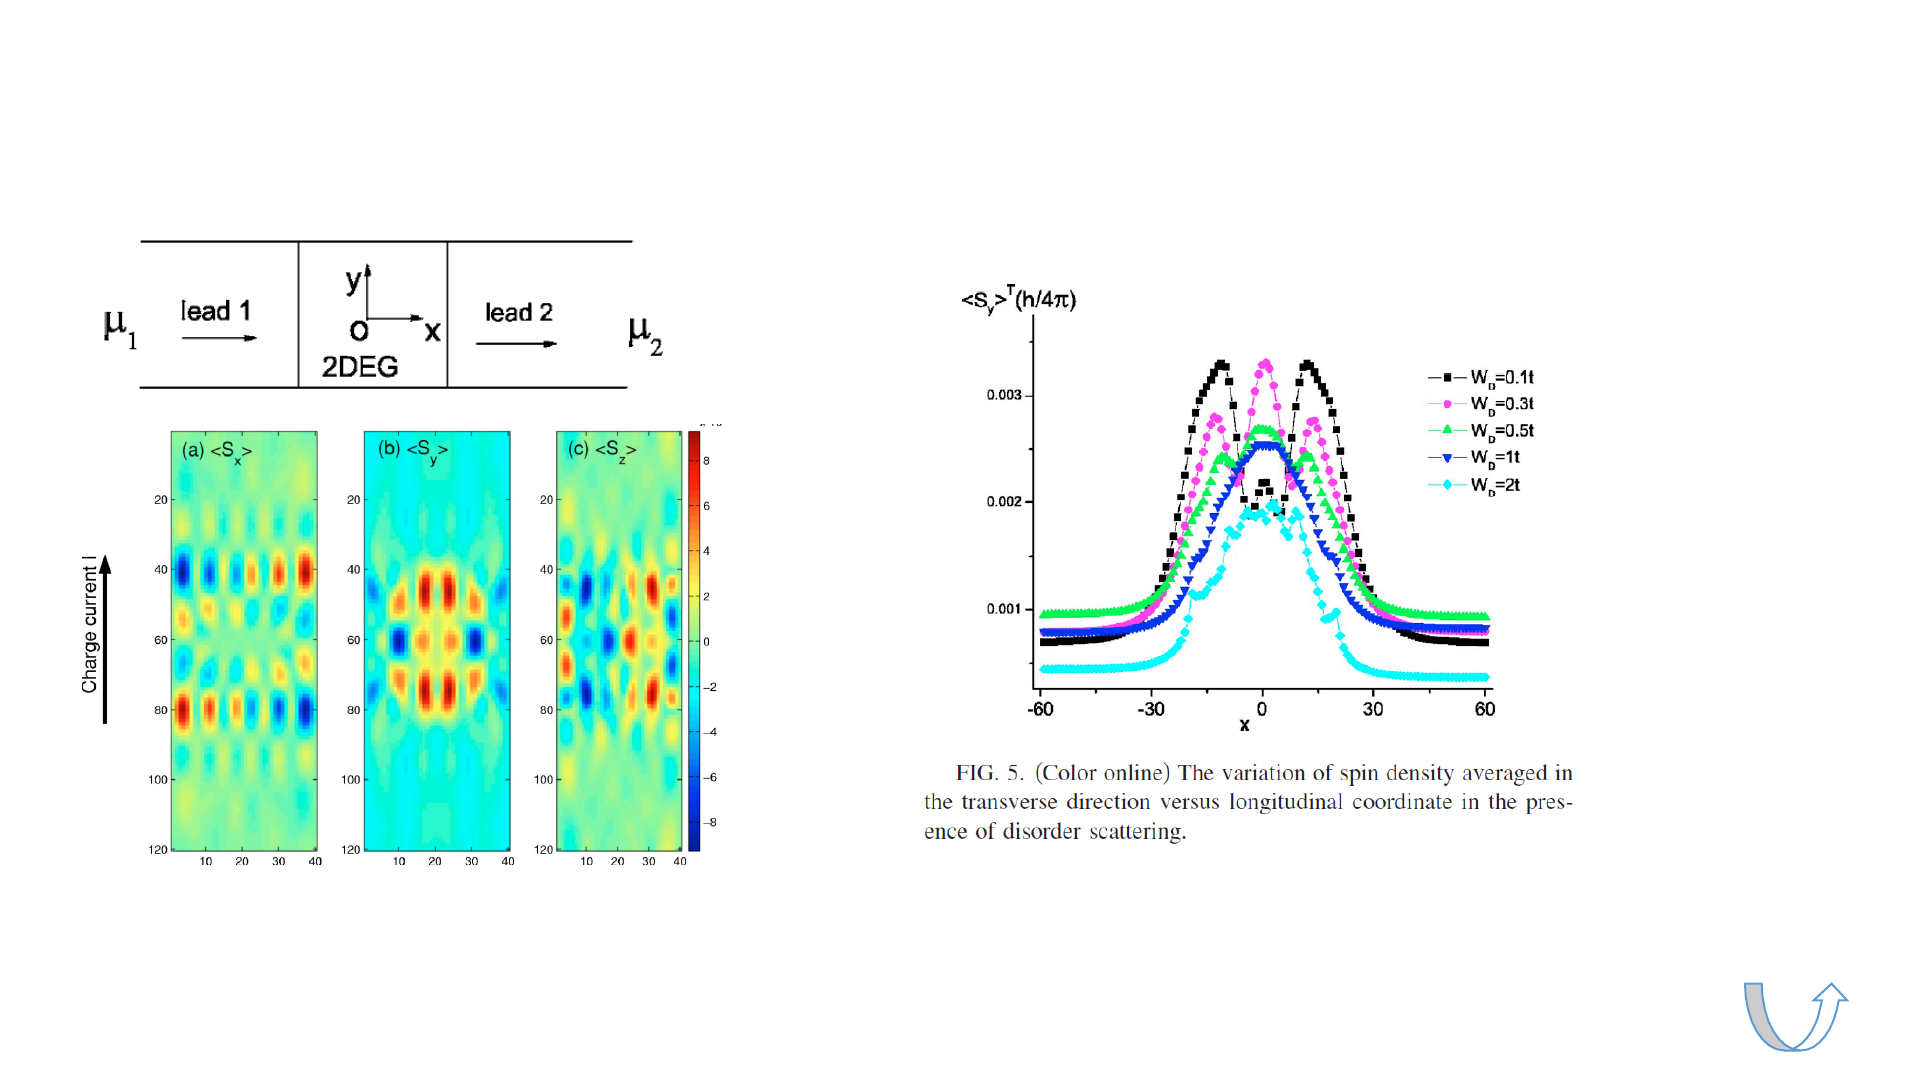 y
lead 1
lead 2
μ1
O
x
μ2
2DEG
(a) <Sx>
(b) <Sy>
(c) <Sz>
20
40
60
80
100
120
10 20 30 40
20
40
60
80
100
120
10 20 30 40
20
40
60
80
100
120
10 20 30 40
8
6
4
2
0
−2
−4
−6
−8
Charge current I
<Sy>T(h/4π)
0.003
0.002
0.001
-60 -30 0 30 60
x
WD=0.1t
WD=0.3t
WD=0.5t
WD=1t
WD=2t
FIG. 5. (Color online) The variation of spin density averaged in
the transverse direction versus longitudinal coordinate in the pres-
ence of disorder scattering.